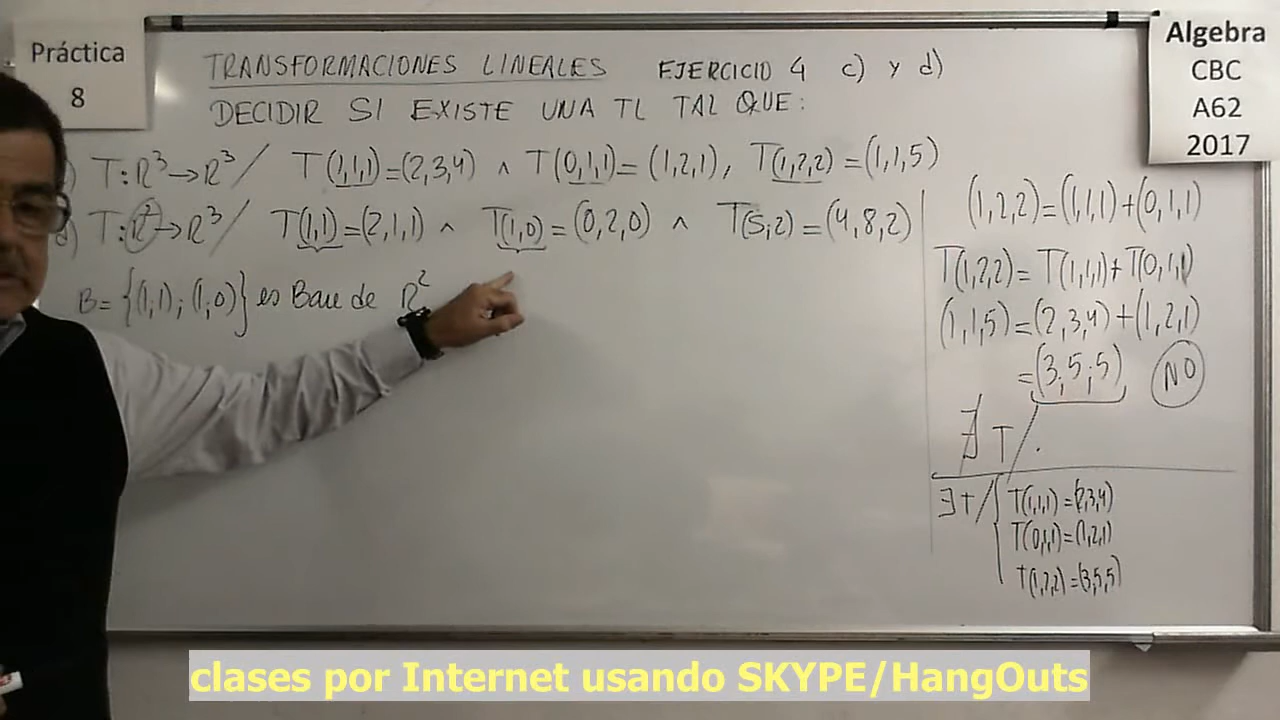 Práctica
8
Algebra
CBC
A62
2017
TRANSFORMACIONES LINEALES EJERCICIO 4 c) y d)
DECIDIR SI EXISTE UNA TL TAL QUE:
) T:R³→R³/ T(1,1,1)=(2,3,4) ∧ T(0,1,1)=(1,2,1), T(1,2,2)=(1,1,5)
d) T:R²→R³/ T(1,1)=(2,1,1) ∧ T(1,0)=(0,2,0) ∧ T(5,2)=(4,8,2)
B={(1,1);(1,0)} es Base de R²
(1,2,2)=(1,1,1)+(0,1,1)
T(1,2,2)=T(1,1,1)+T(0,1,1)
(1,1,5)=(2,3,4)+(1,2,1)
=(3,5,5) NO
∄ T/.
∃T/{T(1,1,1)=(2,3,4)
T(0,1,1)=(1,2,1)
T(1,2,2)=(3,5,5)
clases por Internet usando SKYPE/HangOuts